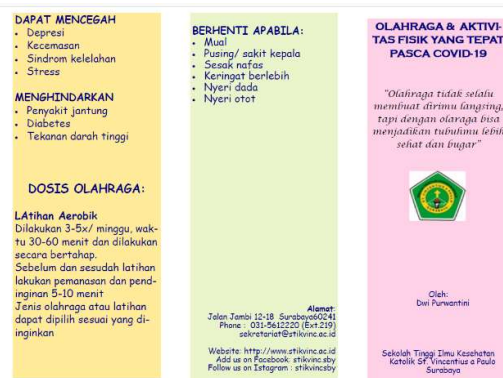 DAPAT MENCEGAH
• Depresi
• Kecemasan
• Sindrom kelelahan
• Stress
MENGHINDARKAN
• Penyakit jantung
• Diabetes
• Tekanan darah tinggi
DOSIS OLAHRAGA:
LAtihan Aerobik
Dilakukan 3-5x/ minggu, wak-
tu 30-60 menit dan dilakukan
secara bertahap.
Sebelum dan sesudah latihan
lakukan pemanasan dan pend-
inginan 5-10 menit
Jenis olahraga atau latihan
dapat dipilih sesuai yang di-
inginkan
BERHENTI APABILA:
• Mual
• Pusing/ sakit kepala
• Sesak nafas
• Keringat berlebih
• Nyeri dada
• Nyeri otot
Alamat:
Jalan Jambi 12-18 Surabaya60241
Phone : 031-5612220 (Ext.219)
sekretariat@stikvinc.ac.id
Website: http://www.stikvinc.ac.id
Add us on Facebook: stikvinc.sby
Follow us on Istagram : stikvincsby
OLAHRAGA & AKTIVI-
TAS FISIK YANG TEPAT
PASCA COVID-19
"Olahraga tidak selalu
membuat dirimu langsing,
tapi dengan olaraga bisa
menjadikan tubuhmu lebih
sehat dan bugar"
Oleh:
Dwi Purwantini
Sekolah Tinggi Ilmu Kesehatan
Katolik St. Vincentius a Paulo
Surabaya